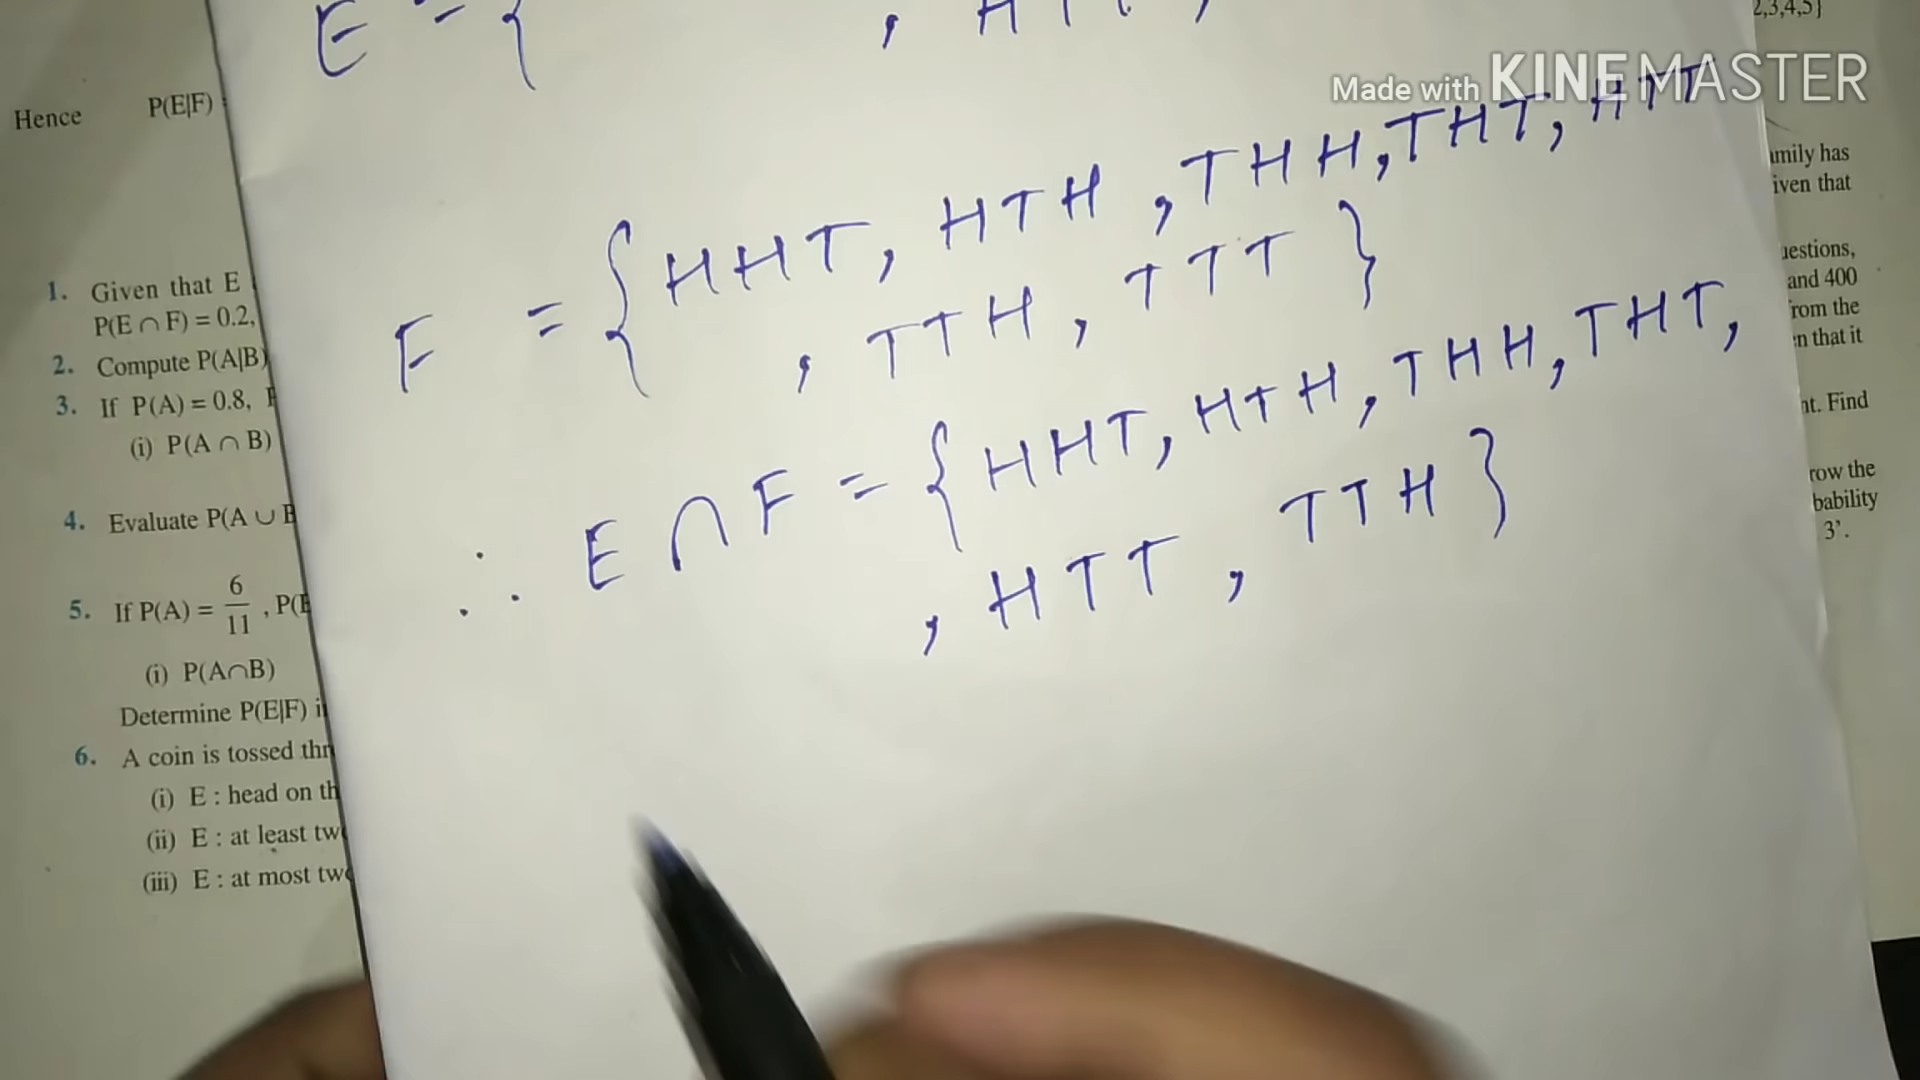 E = {
, HTT,
2,3,4,5}
Made with KINEMASTER
Hence P(E|F)
F = { HHT, HTH, THH, THT, HTT
, TTH, TTT }
∴ E ∩ F = { HHT, HTH, THH, THT,
, HTT, TTH }
1. Given that E
P(E ∩ F) = 0.2,
2. Compute P(A|B)
3. If P(A) = 0.8,
(i) P(A ∩ B)
4. Evaluate P(A ∪ B
5. If P(A) = 6/11 , P(B
(i) P(A∩B)
Determine P(E|F) i
6. A coin is tossed thr
(i) E : head on th
(ii) E : at least tw
(iii) E : at most two
amily has
iven that
uestions,
and 400
rom the
n that it
nt. Find
row the
bability
3’.